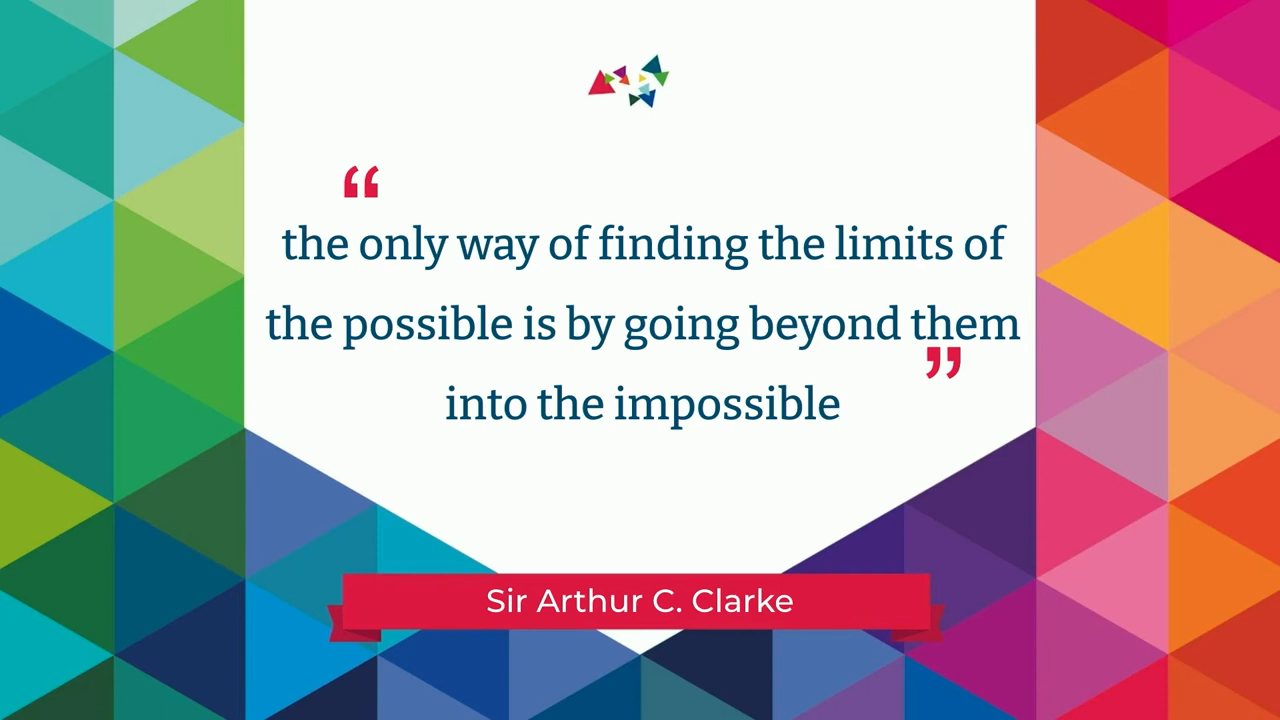 “
the only way of finding the limits of
the possible is by going beyond them
into the impossible
”
Sir Arthur C. Clarke